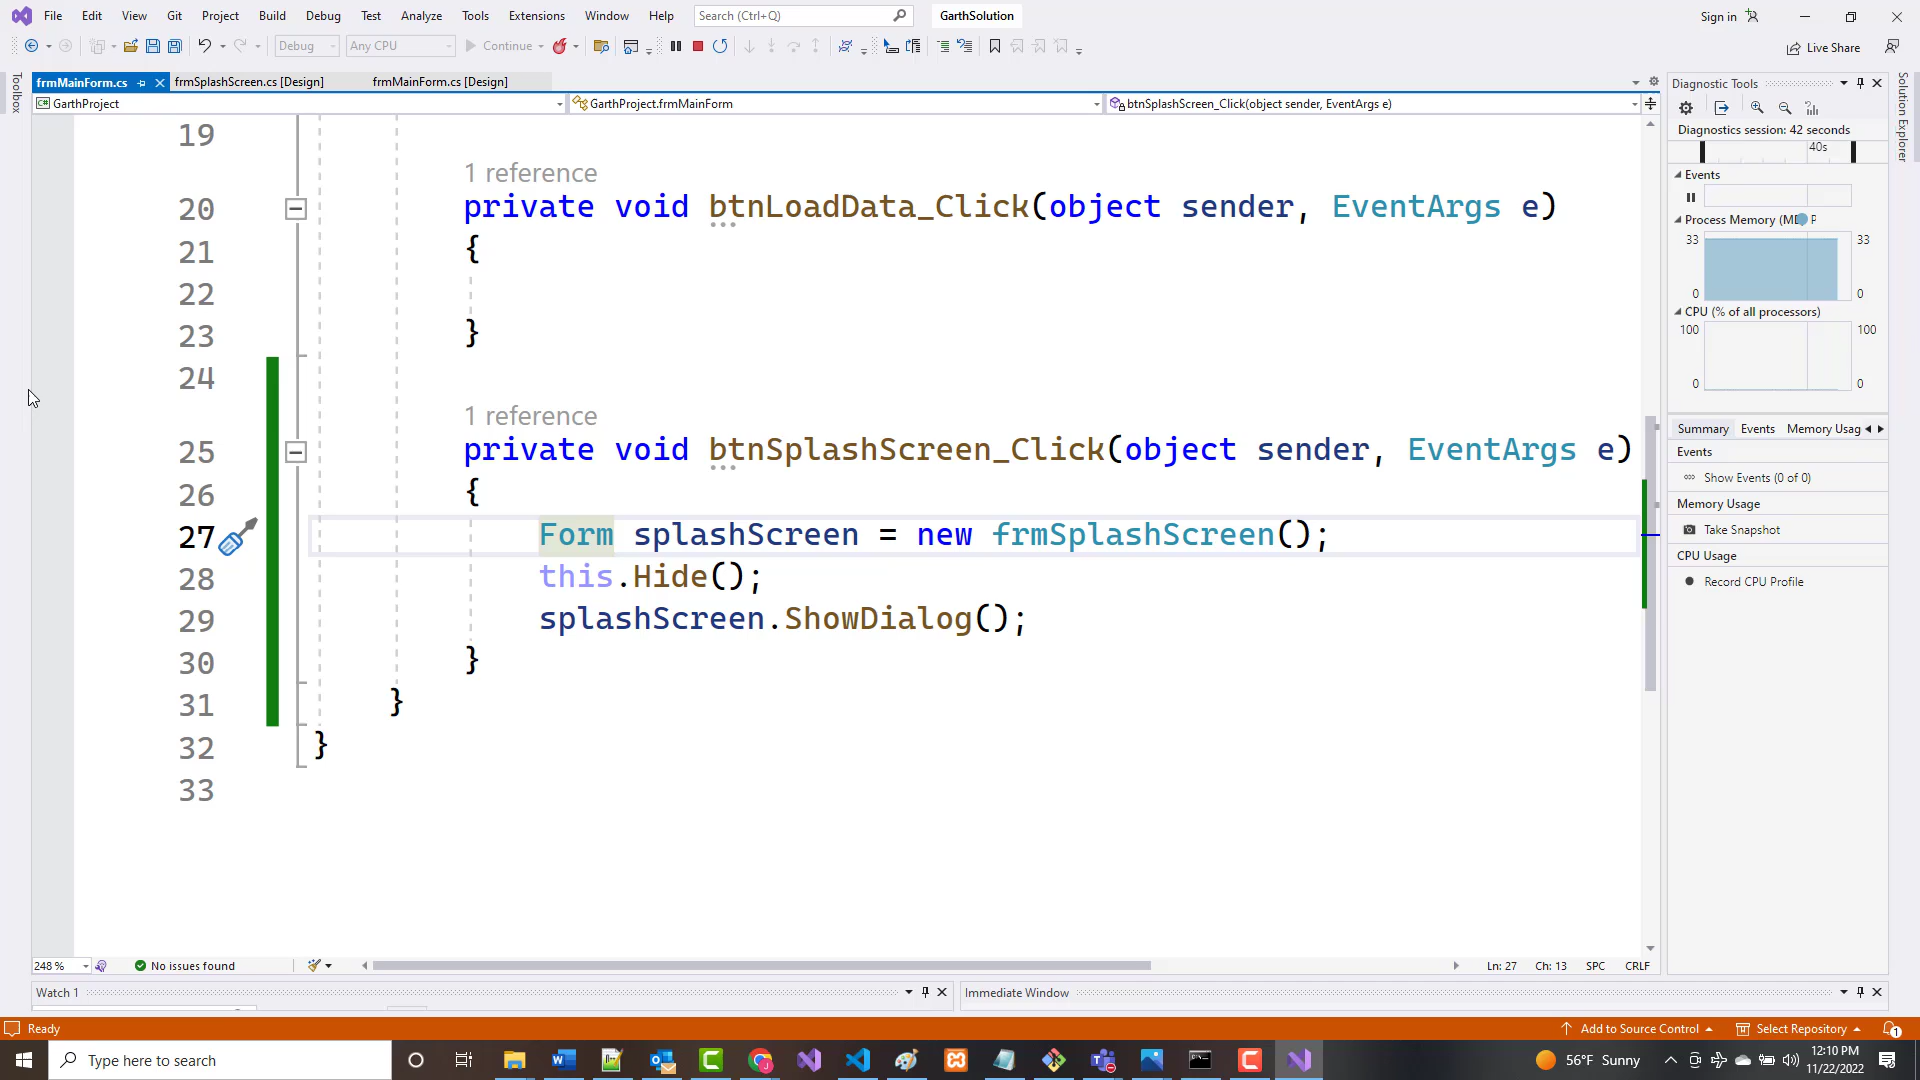 File Edit View Git Project Build Debug Test Analyze Tools Extensions Window Help Search (Ctrl+Q) GarthSolution Sign in
Debug Any CPU Continue Live Share
Toolbox
frmMainForm.cs frmSplashScreen.cs [Design] frmMainForm.cs [Design]
GarthProject GarthProject.frmMainForm btnSplashScreen_Click(object sender, EventArgs e)
19
1 reference
20 private void btnLoadData_Click(object sender, EventArgs e)
21 {
22
23 }
24
1 reference
25 private void btnSplashScreen_Click(object sender, EventArgs e)
26 {
27 Form splashScreen = new frmSplashScreen();
28 this.Hide();
29 splashScreen.ShowDialog();
30 }
31 }
32 }
33
248 % No issues found Ln: 27 Ch: 13 SPC CRLF
Watch 1 Immediate Window
Diagnostic Tools
Diagnostics session: 42 seconds
40s
Events
Process Memory (MB) P
33 33
0 0
CPU (% of all processors)
100 100
0 0
Summary Events Memory Usag
Events
Show Events (0 of 0)
Memory Usage
Take Snapshot
CPU Usage
Record CPU Profile
Solution Explorer
Ready Add to Source Control Select Repository 1
Type here to search 56°F Sunny 12:10 PM
11/22/2022